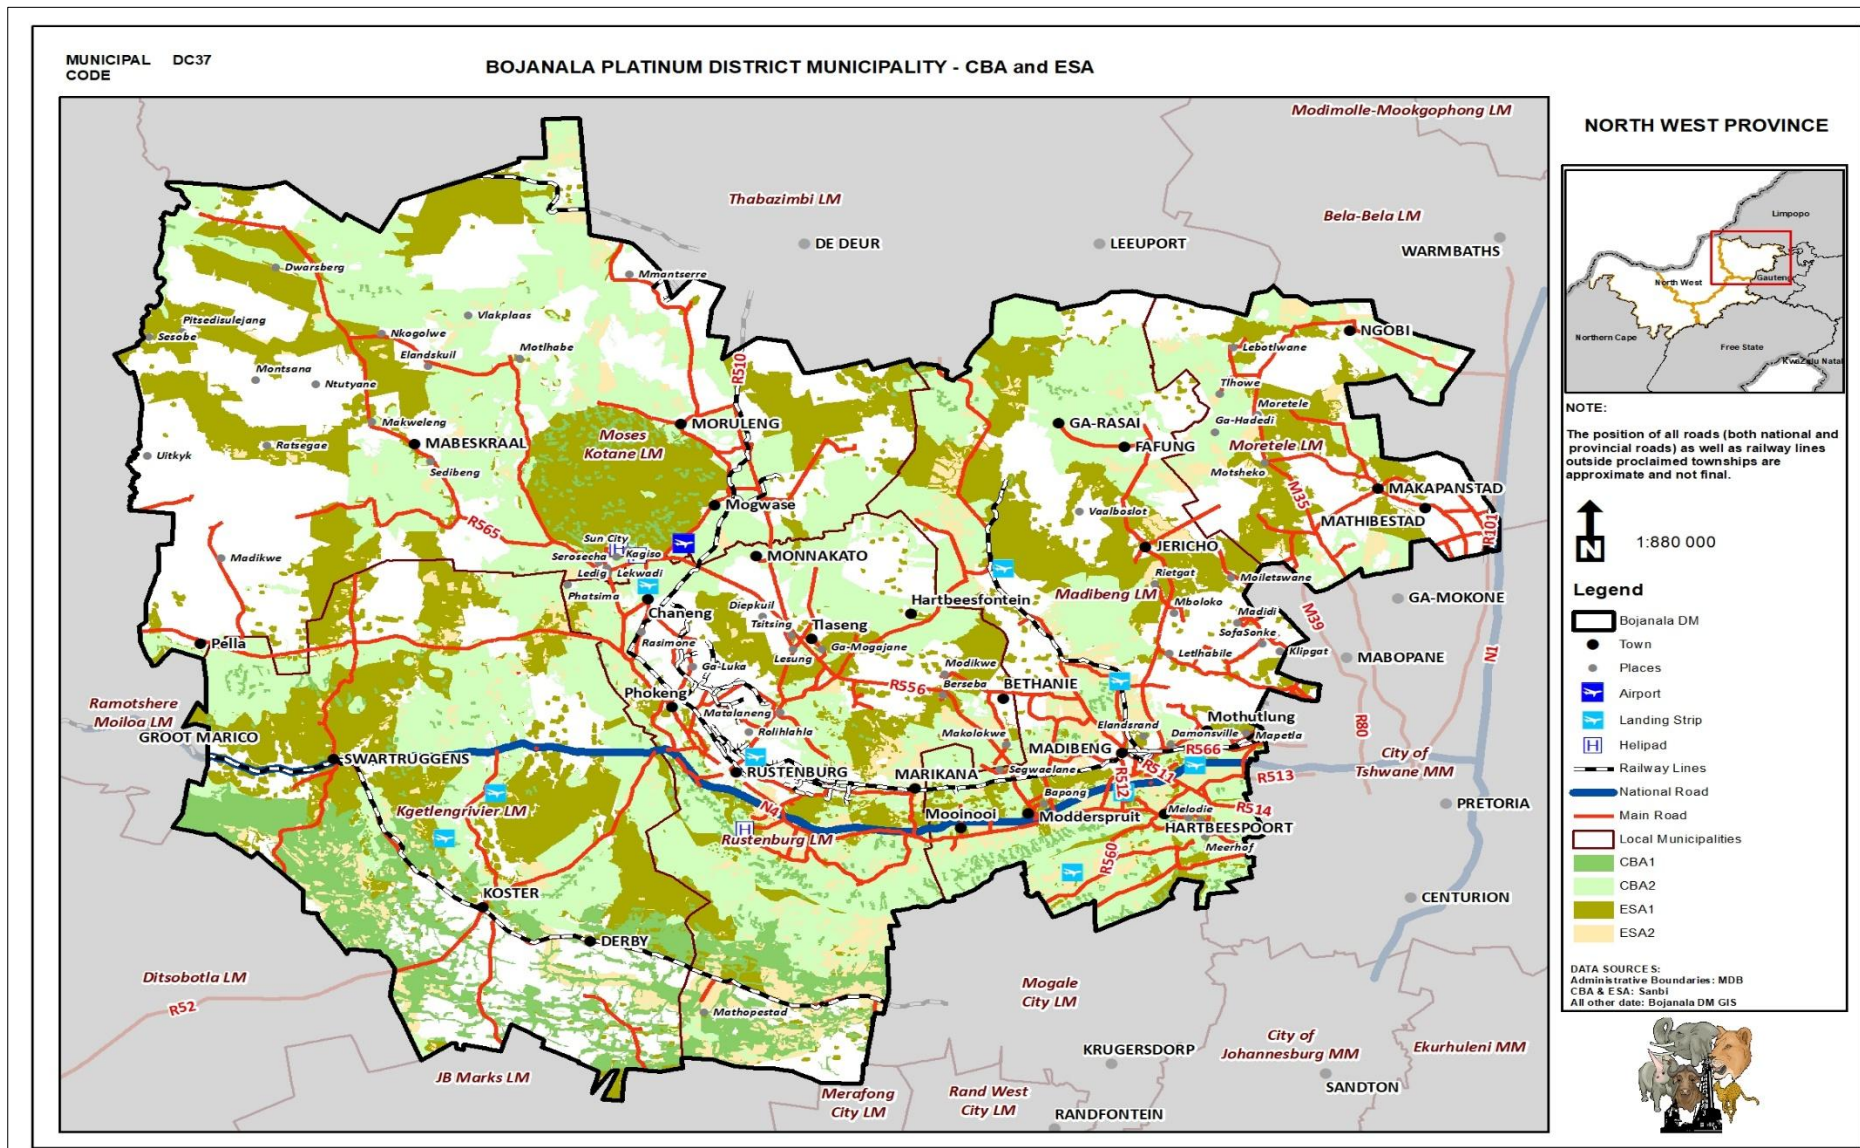 MUNICIPAL CODE DC37
BOJANALA PLATINUM DISTRICT MUNICIPALITY - CBA and ESA
Modimolle-Mookgophong LM
Thabazimbi LM
Bela-Bela LM
DE DEUR
LEEUPORT
WARMBATHS
Dwarsberg
Mmantserre
Pitsedisulejang
Sesobe
Vlakplaas
Nkogolwe
Elandskuil
Motlhabe
R510
NGOBI
Lebotlwane
Montsana
Ntutyane
Tlhowe
Moretele
Makweleng
MABESKRAAL
Ratsegae
Uitkyk
Sedibeng
Moses
Kotane LM
MORULENG
GA-RASAI
FAFUNG
Ga-Hadedi
Moretele LM
Motsheko
M35
MAKAPANSTAD
MATHIBESTAD
R101
Mogwase
Vaalboslot
R565
Sun City
H
Kagiso
Serosecha
Ledig
Lekwadi
Phatsima
Madikwe
MONNAKATO
JERICHO
Rietgat
Moiletswane
Madibeng LM
GA-MOKONE
Chaneng
Diepkuil
Tsitsing
Hartbeesfontein
Mboloko
Madidi
SofaSonke
M39
Klipgat
Pella
Rasimone
Tlaseng
Lesung
Ga-Mogajane
Letlhabile
MABOPANE
N1
Ga-Luka
Modikwe
Berseba
R556
BETHANIE
Ramotshere
Moiloa LM
Phokeng
Matalaneng
Rolihlahla
Makolokwe
Elandsrand
Mothutlung
Damonsville
Mapetla
R80
GROOT MARICO
SWARTRUGGENS
RUSTENBURG
MARIKANA
Segwaelane
MADIBENG
R566
R511
R512
City of
Tshwane MM
R513
Kgetlengrivier LM
N4
H
Rustenburg LM
Mooinooi
Bapong
Modderspruit
Melodie
R514
HARTBEESPOORT
Meerhof
PRETORIA
R560
KOSTER
DERBY
CENTURION
Ditsobotla LM
R52
Mathopestad
Mogale
City LM
City of
Johannesburg MM
Ekurhuleni MM
KRUGERSDORP
JB Marks LM
Merafong
City LM
Rand West
City LM
SANDTON
RANDFONTEIN
NORTH WEST PROVINCE
Limpopo
North West
Gauteng
Northern Cape
Free State
KwaZulu Natal
NOTE:
The position of all roads (both national and
provincial roads) as well as railway lines
outside proclaimed townships are
approximate and not final.
N
1:880 000
Legend
Bojanala DM
Town
Places
Airport
Landing Strip
H Helipad
Railway Lines
National Road
Main Road
Local Municipalities
CBA1
CBA2
ESA1
ESA2
DATA SOURCES:
Administrative Boundaries: MDB
CBA & ESA: Sanbi
All other date: Bojanala DM GIS